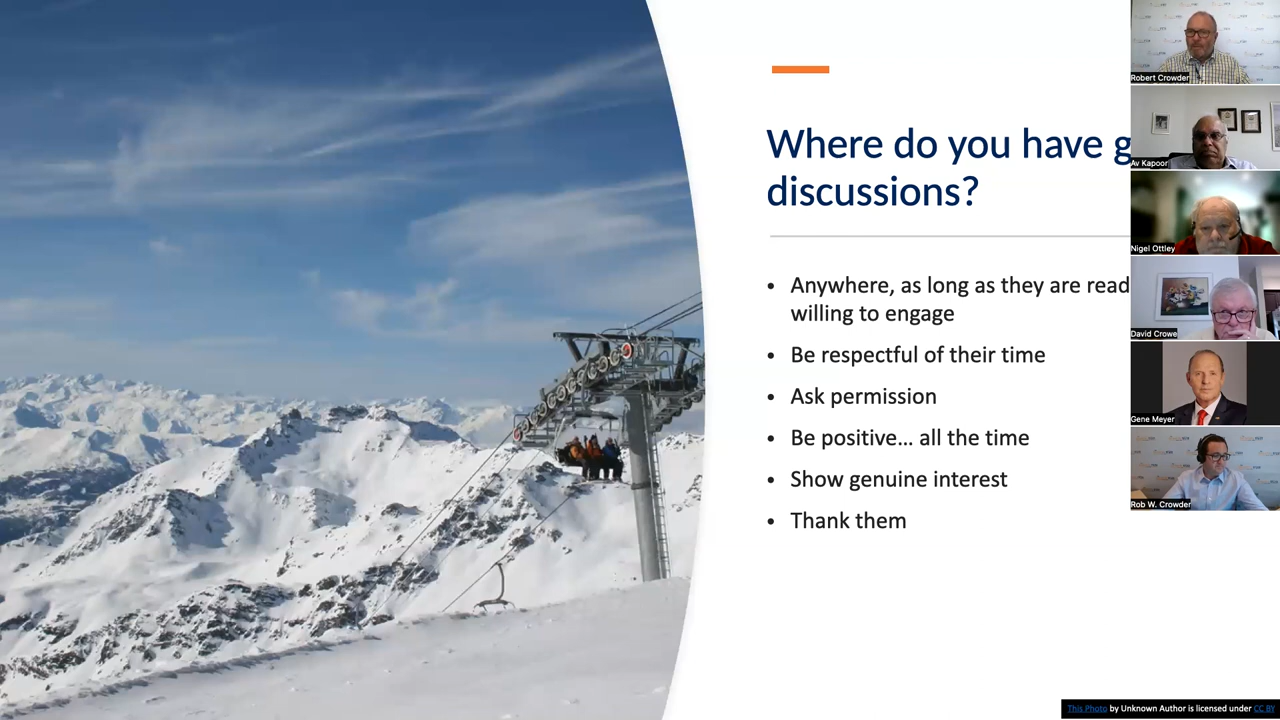 Where do you have g
discussions?
Anywhere, as long as they are read
willing to engage
Be respectful of their time
Ask permission
Be positive... all the time
Show genuine interest
Thank them
Robert Crowder
Av Kapoor
Nigel Ottley
David Crowe
Gene Meyer
Rob W. Crowder
This Photo by Unknown Author is licensed under CC BY